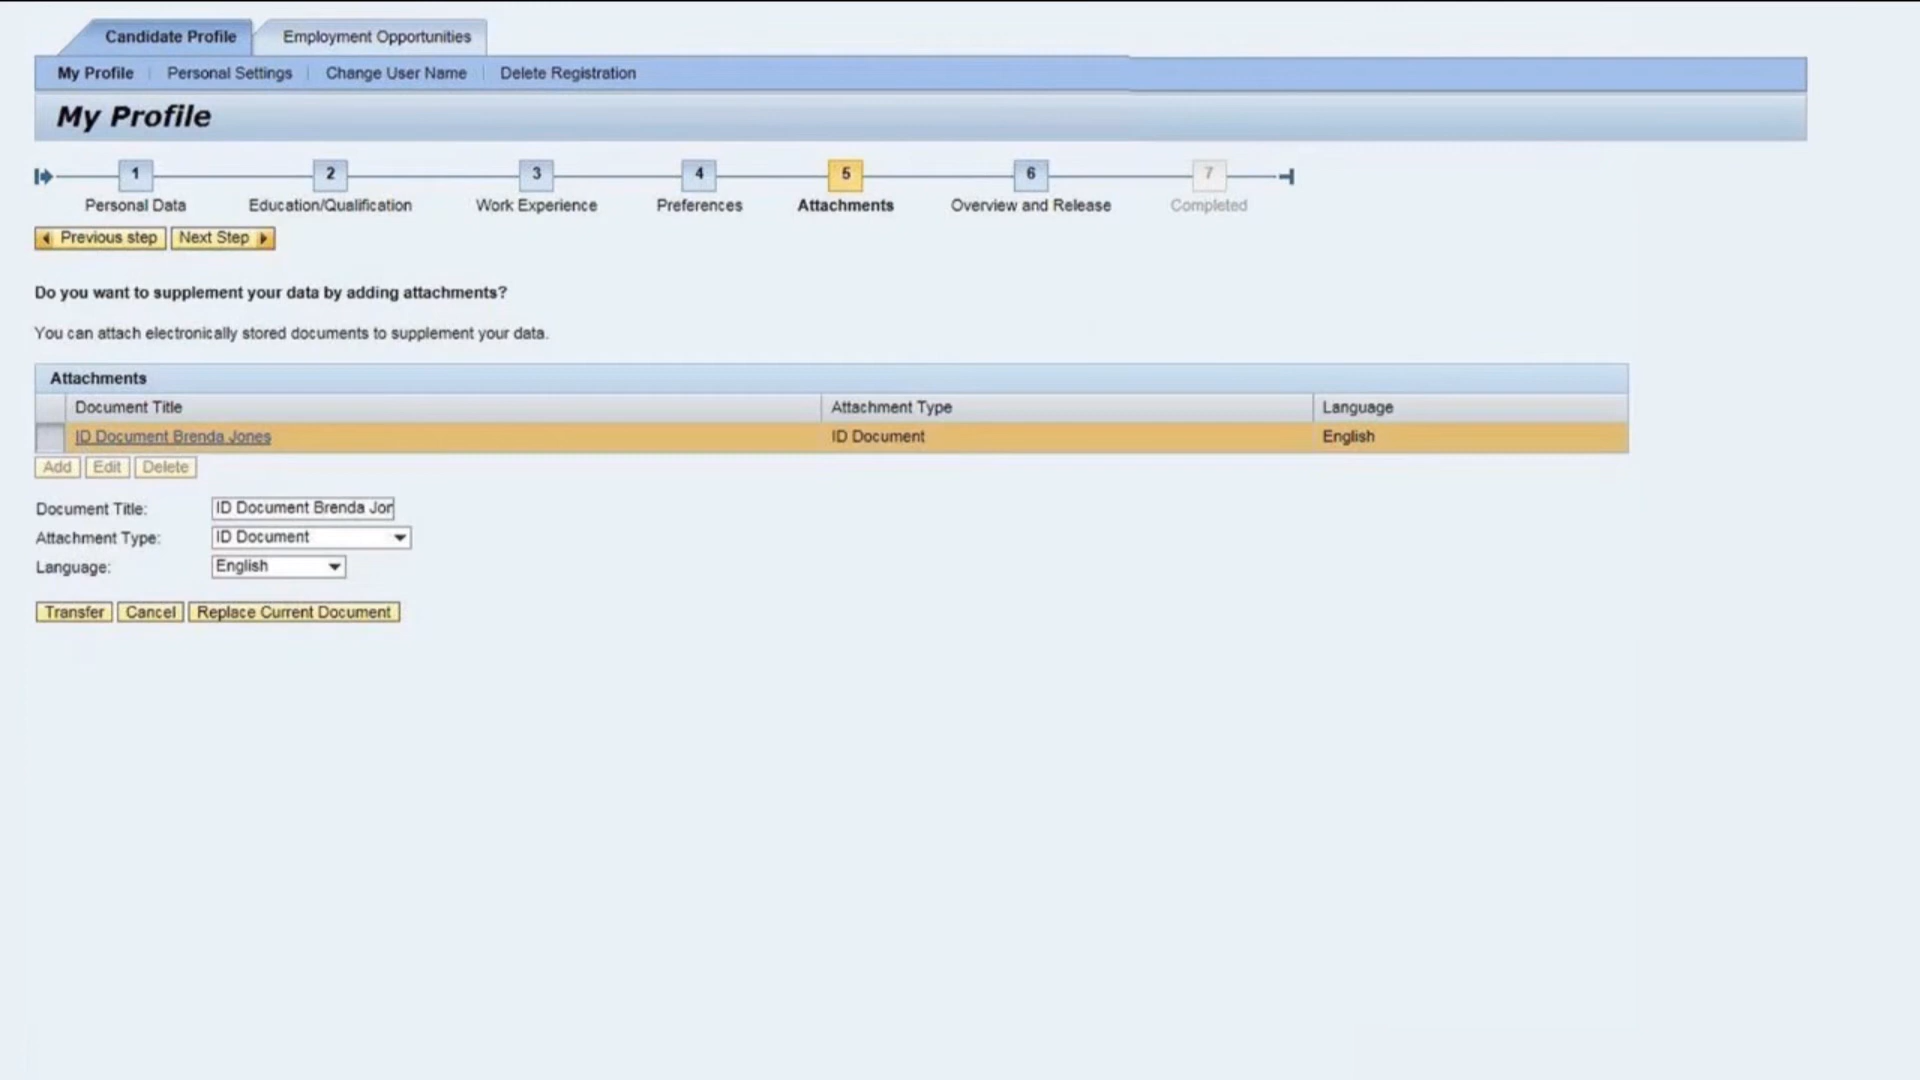 Candidate Profile Employment Opportunities
My Profile Personal Settings Change User Name Delete Registration
My Profile
1 2 3 4 5 6 7
Personal Data Education/Qualification Work Experience Preferences Attachments Overview and Release Completed
Previous step Next Step
Do you want to supplement your data by adding attachments?
You can attach electronically stored documents to supplement your data.
Attachments
Document Title Attachment Type Language
ID Document Brenda Jones ID Document English
Add Edit Delete
Document Title: ID Document Brenda Jor
Attachment Type: ID Document
Language: English
Transfer Cancel Replace Current Document